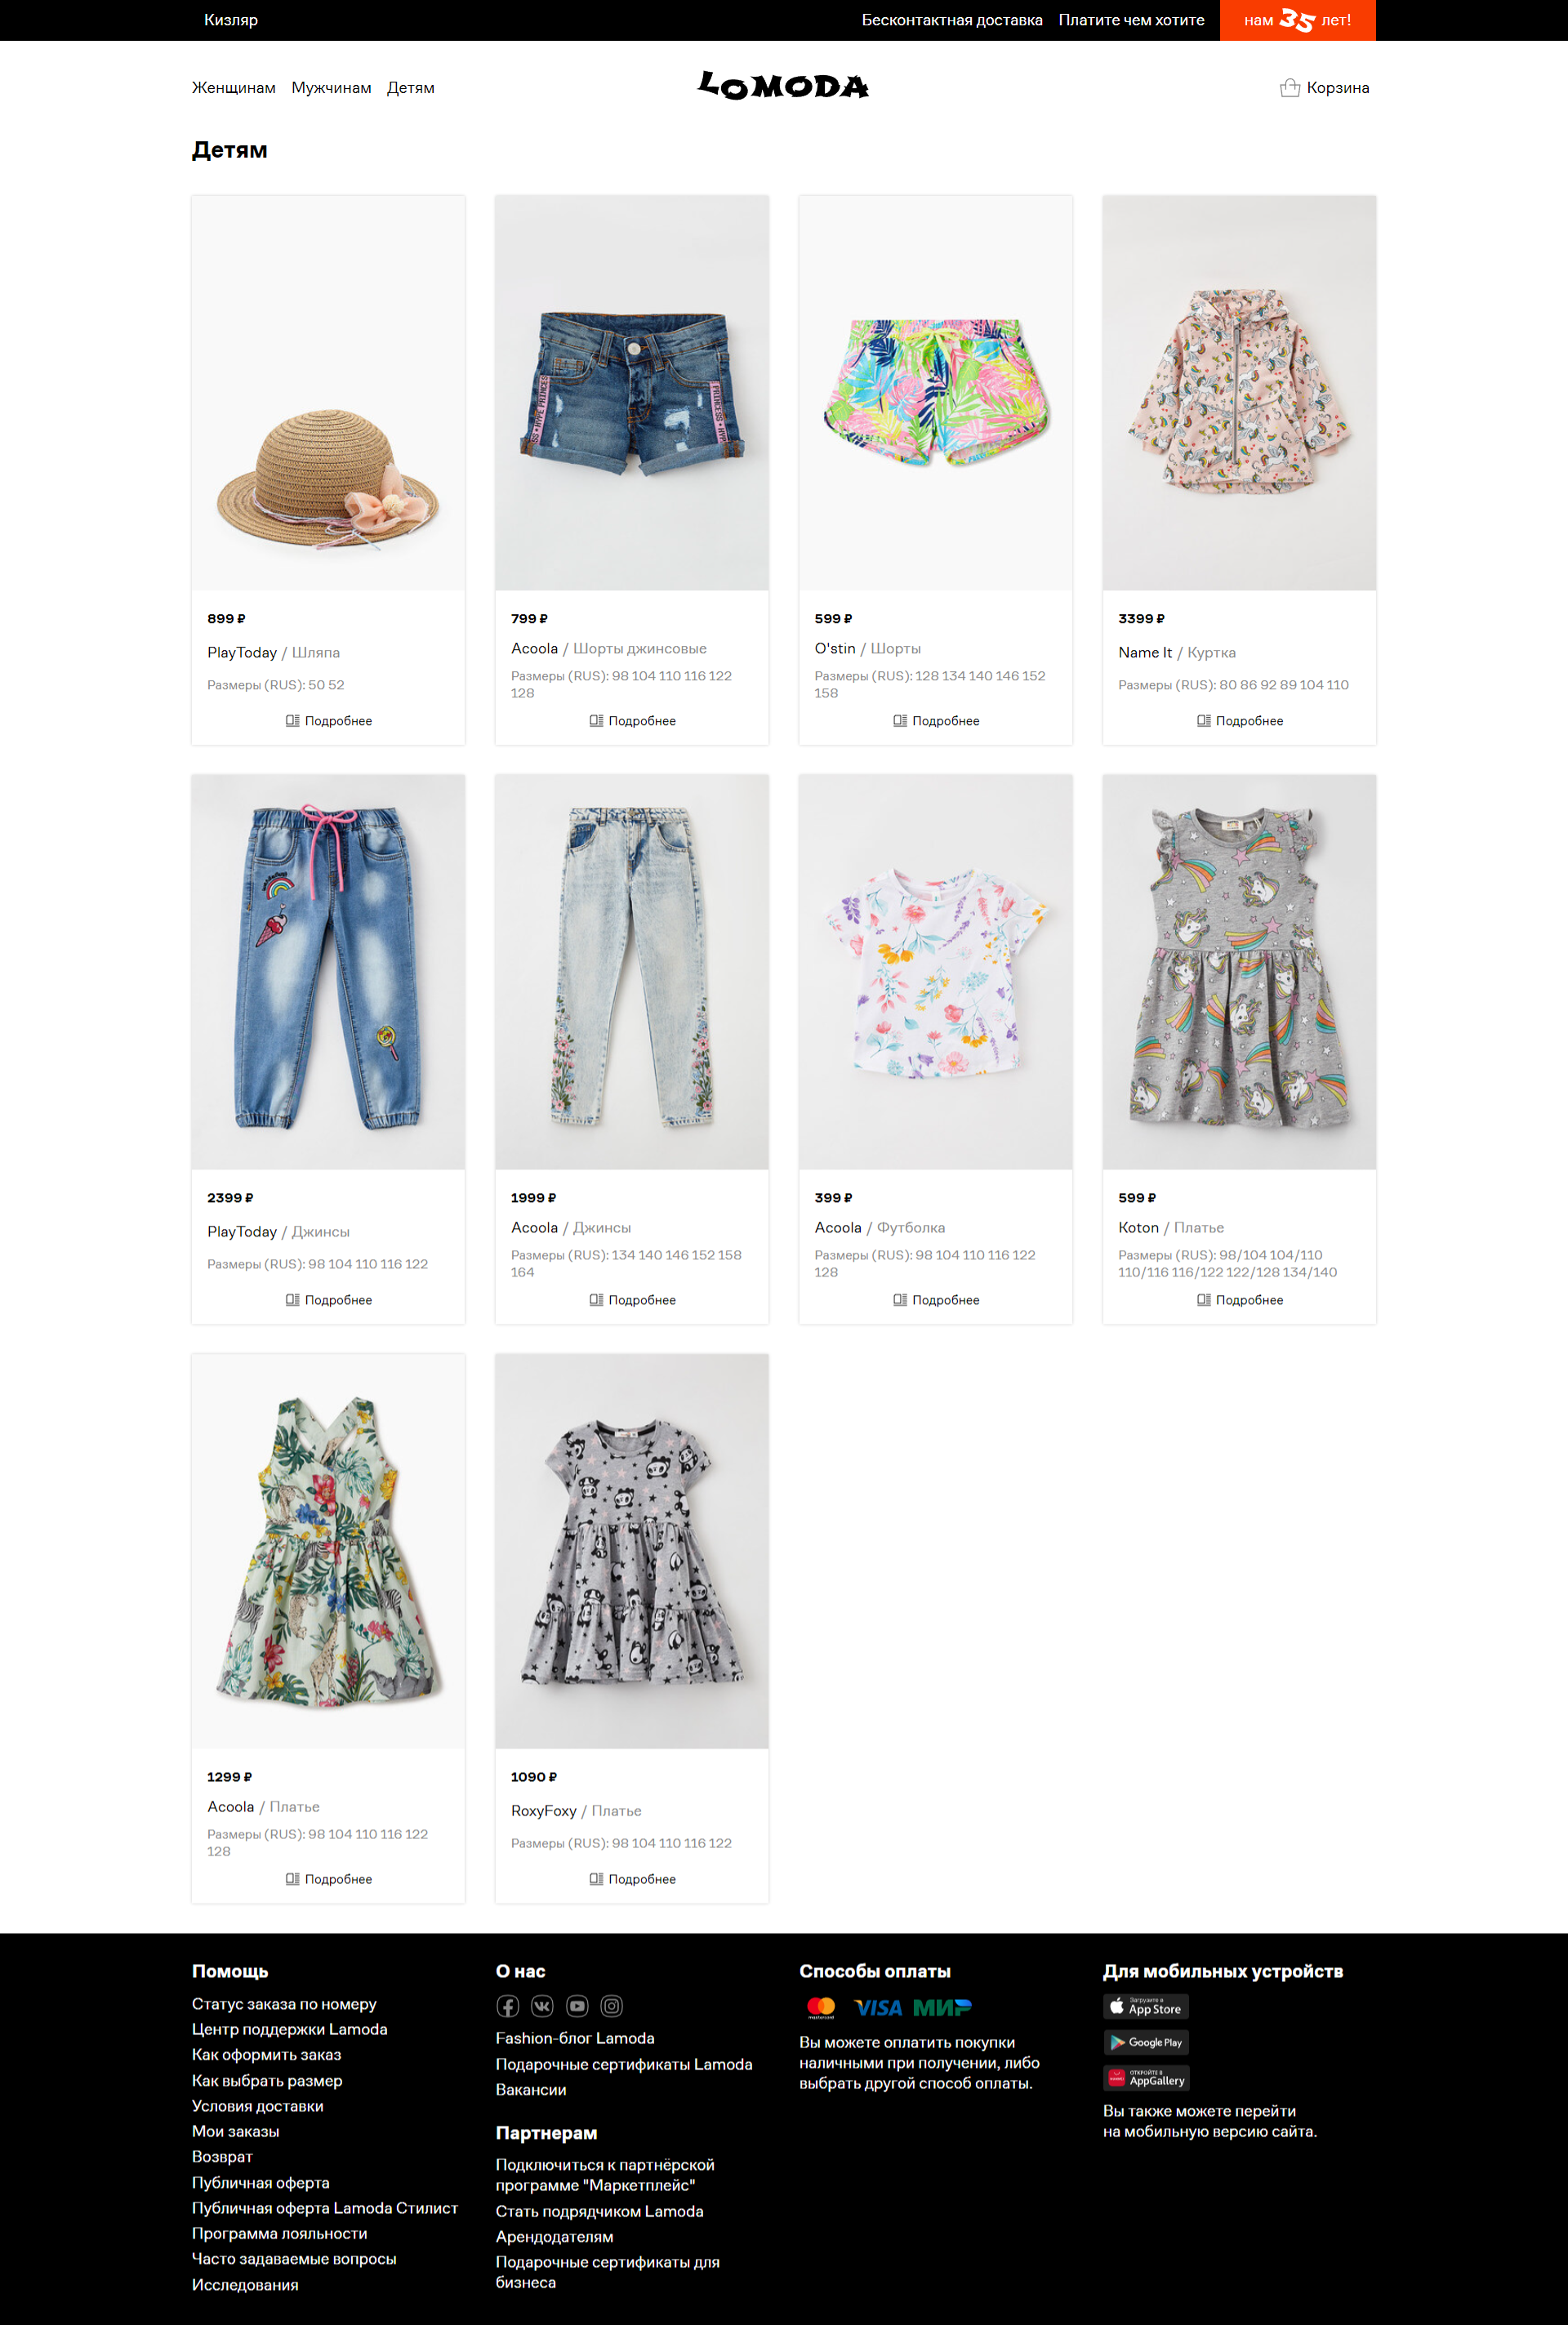 Кизляр
Бесконтактная доставка
Платите чем хотите
нам 35 лет!
Женщинам
Мужчинам
Детям
LOMODA
Корзина
Детям
899 ₽
PlayToday / Шляпа
Размеры (RUS): 50 52
Подробнее
799 ₽
Acoola / Шорты джинсовые
Размеры (RUS): 98 104 110 116 122
128
Подробнее
599 ₽
O'stin / Шорты
Размеры (RUS): 128 134 140 146 152
158
Подробнее
3399 ₽
Name It / Куртка
Размеры (RUS): 80 86 92 89 104 110
Подробнее
2399 ₽
PlayToday / Джинсы
Размеры (RUS): 98 104 110 116 122
Подробнее
1999 ₽
Acoola / Джинсы
Размеры (RUS): 134 140 146 152 158
164
Подробнее
399 ₽
Acoola / Футболка
Размеры (RUS): 98 104 110 116 122
128
Подробнее
599 ₽
Koton / Платье
Размеры (RUS): 98/104 104/110
110/116 116/122 122/128 134/140
Подробнее
1299 ₽
Acoola / Платье
Размеры (RUS): 98 104 110 116 122
128
Подробнее
1090 ₽
RoxyFoxy / Платье
Размеры (RUS): 98 104 110 116 122
Подробнее
Помощь
Статус заказа по номеру
Центр поддержки Lamoda
Как оформить заказ
Как выбрать размер
Условия доставки
Мои заказы
Возврат
Публичная оферта
Публичная оферта Lamoda Стилист
Программа лояльности
Часто задаваемые вопросы
Исследования
О нас
Fashion-блог Lamoda
Подарочные сертификаты Lamoda
Вакансии
Партнерам
Подключиться к партнёрской
программе "Маркетплейс"
Стать подрядчиком Lamoda
Арендодателям
Подарочные сертификаты для
бизнеса
Способы оплаты
mastercard
VISA
МИР
Вы можете оплатить покупки
наличными при получении, либо
выбрать другой способ оплаты.
Для мобильных устройств
Загрузите в
App Store
Google Play
ОТКРОЙТЕ В
AppGallery
Вы также можете перейти
на мобильную версию сайта.